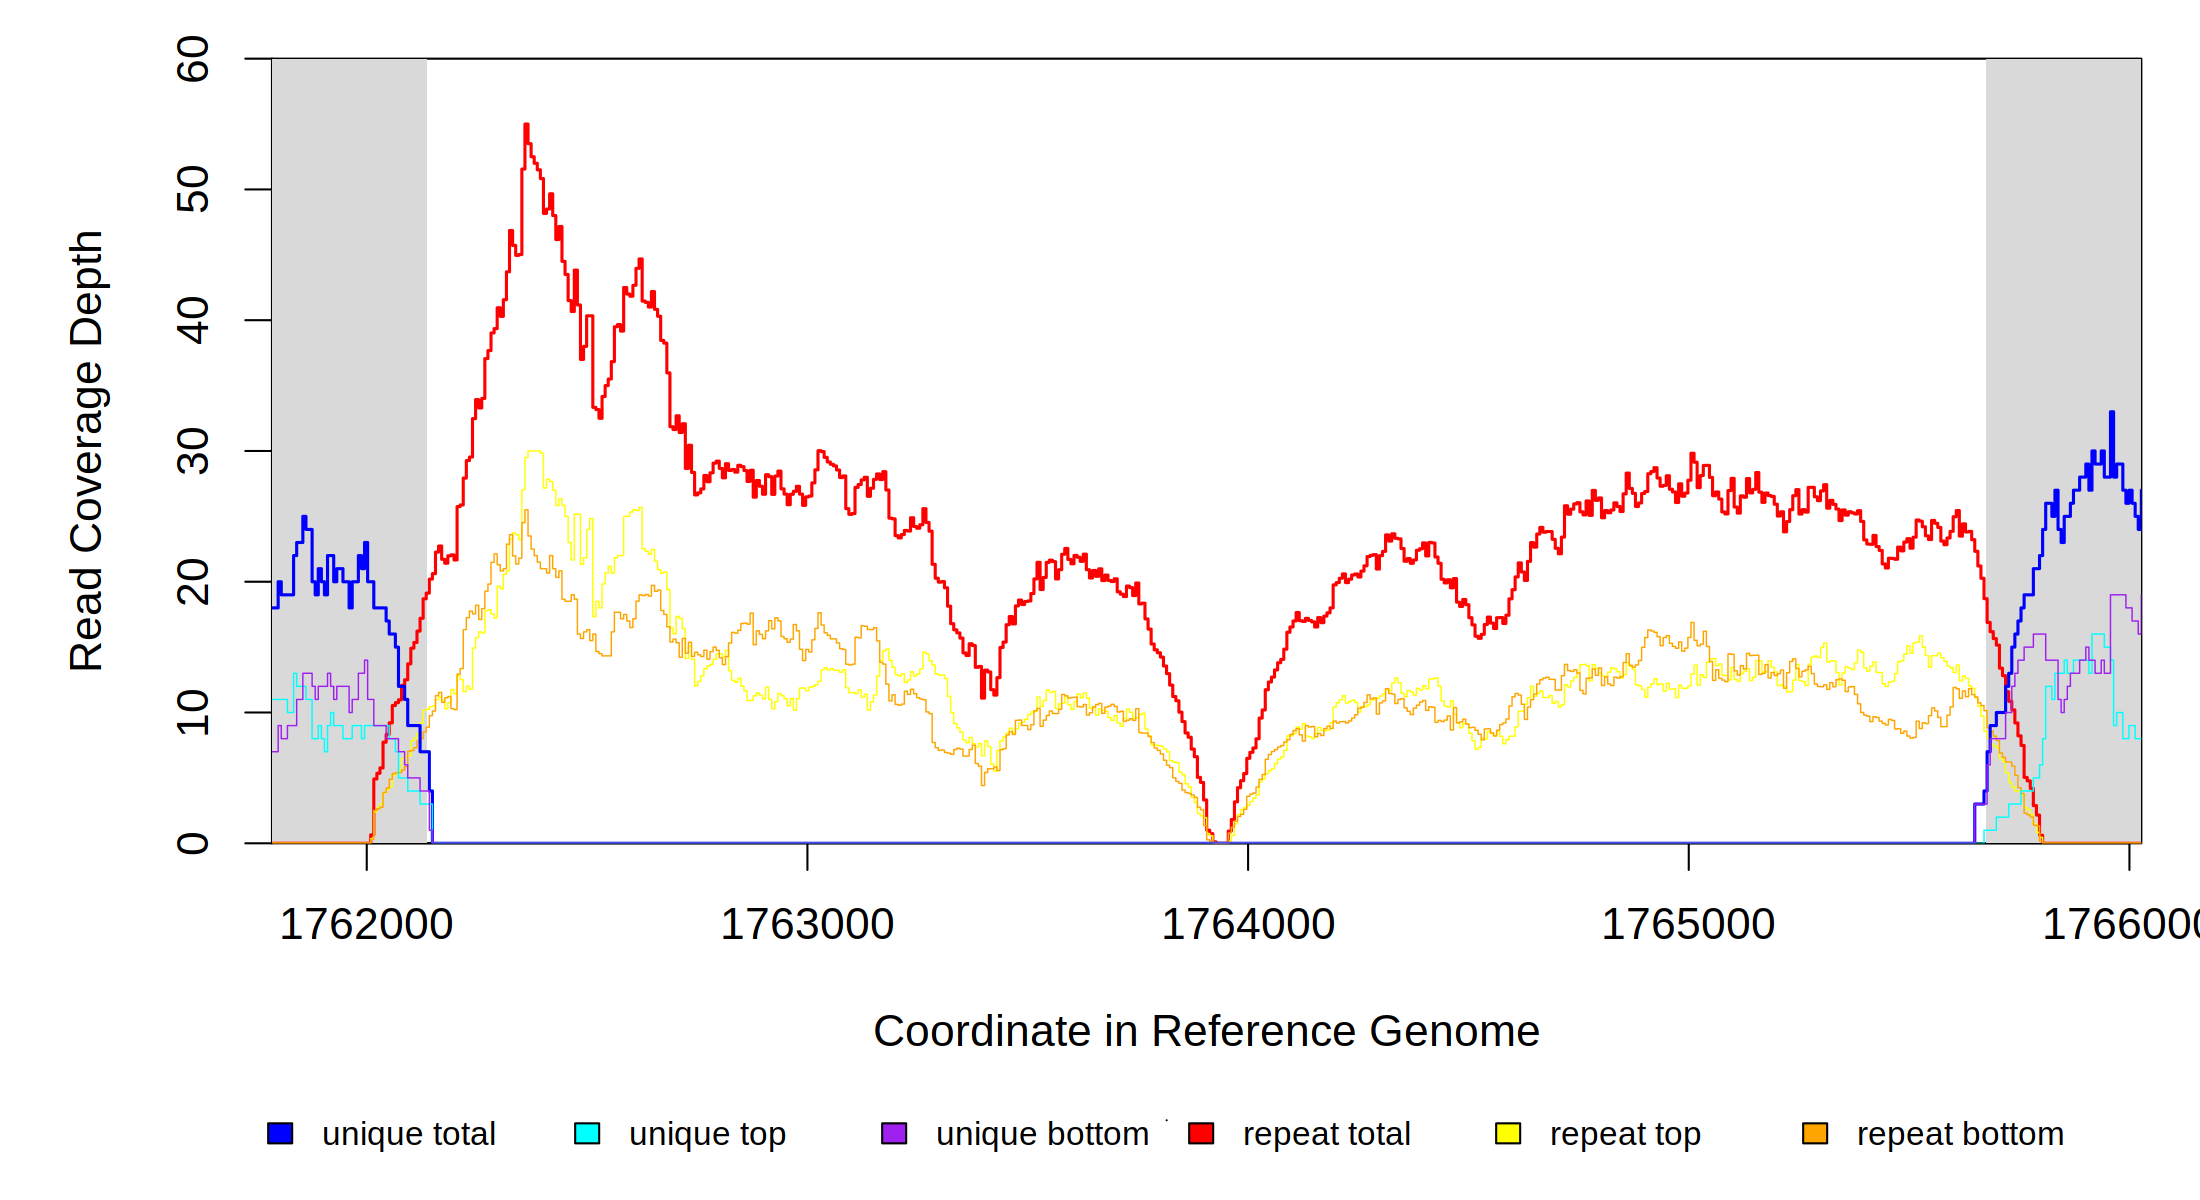 60
50
40
30
20
10
0
Read Coverage Depth
1762000
1763000
1764000
1765000
176600
Coordinate in Reference Genome
unique total
unique top
unique bottom
repeat total
repeat top
repeat bottom